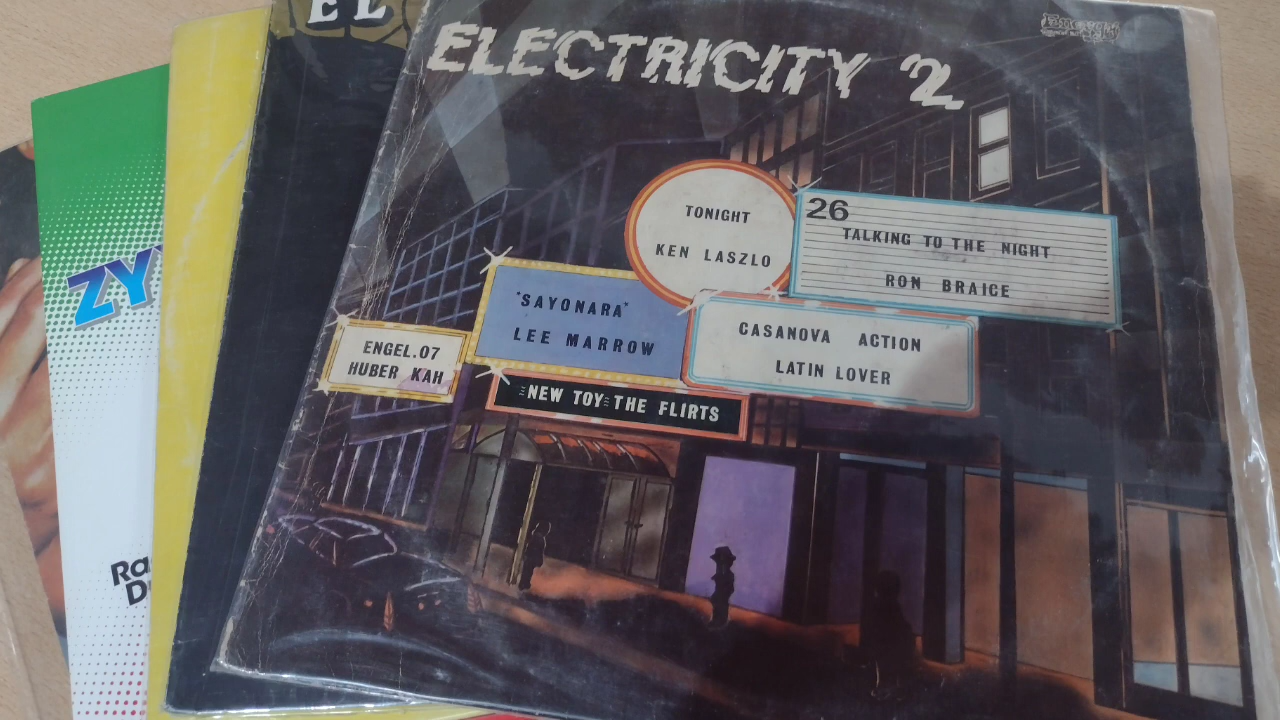 EL
ELECTRICITY '2
Energy
TONIGHT
KEN LASZLO
26
TALKING TO THE NIGHT
RON BRAICE
"SAYONARA"
LEE MARROW
CASANOVA ACTION
LATIN LOVER
ENGEL.07
HUBER KAH
NEW TOY THE FLIRTS
ZY
Ra
D